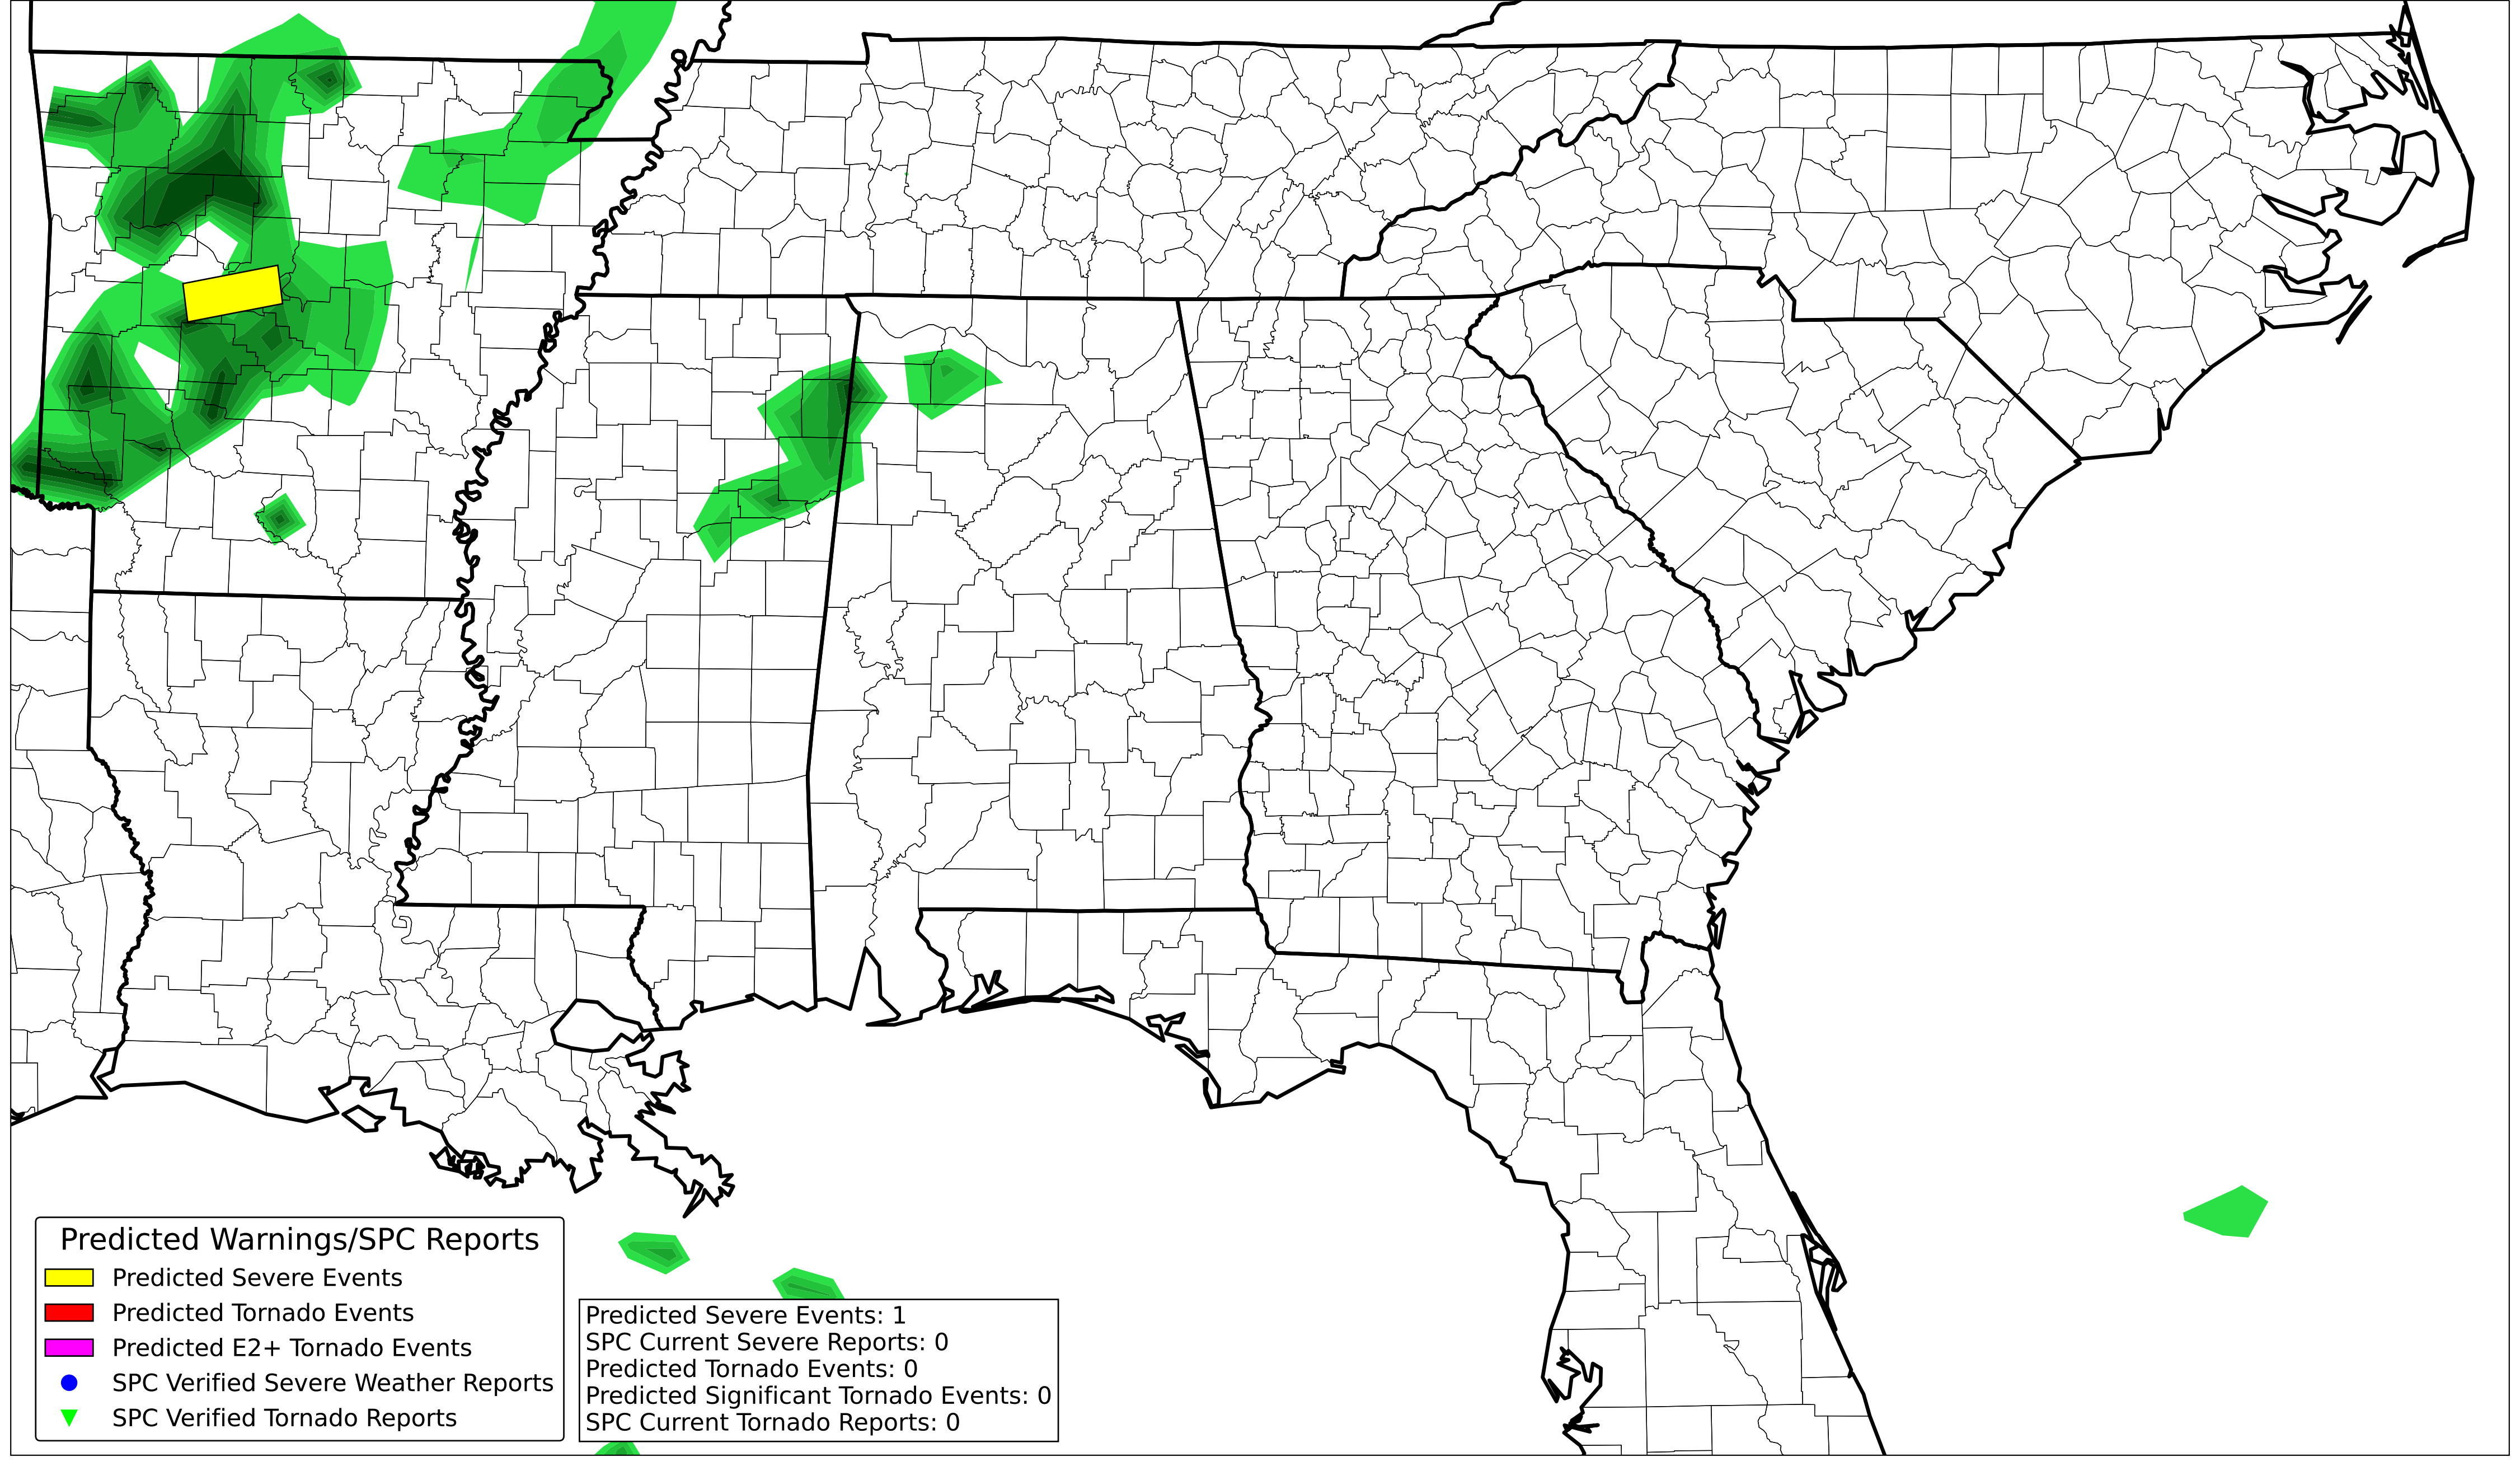 Predicted Warnings/SPC Reports
Predicted Severe Events
Predicted Tornado Events
Predicted E2+ Tornado Events
SPC Verified Severe Weather Reports
SPC Verified Tornado Reports
Predicted Severe Events: 1
SPC Current Severe Reports: 0
Predicted Tornado Events: 0
Predicted Significant Tornado Events: 0
SPC Current Tornado Reports: 0